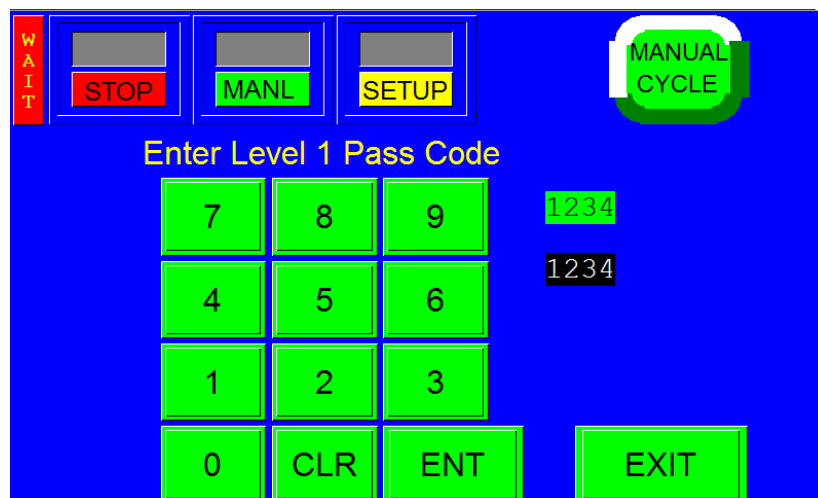 WAIT
STOP
MANL
SETUP
MANUAL
CYCLE
Enter Level 1 Pass Code
7 8 9
1234
1234
4 5 6
1 2 3
0 CLR ENT EXIT